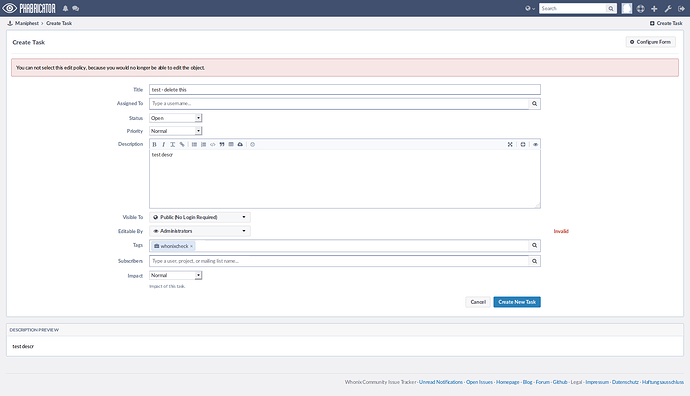 PHABRICATOR
Search
Maniphest > Create Task
Create Task
Create Task
Configure Form
You can not select this edit policy, because you would no longer be able to edit the object.
Title
test - delete this
Assigned To
Type a username...
Status
Open
Priority
Normal
Description
test descr
Visible To
Public (No Login Required)
Editable By
Administrators
Invalid
Tags
whonixcheck ×
Subscribers
Type a user, project, or mailing list name...
Impact
Normal
Impact of this task.
Cancel
Create New Task
DESCRIPTION PREVIEW
test descr
Whonix Community Issue Tracker · Unread Notifications · Open Issues · Homepage · Blog · Forum · Github · Legal · Impressum · Datenschutz · Haftungsausschluss